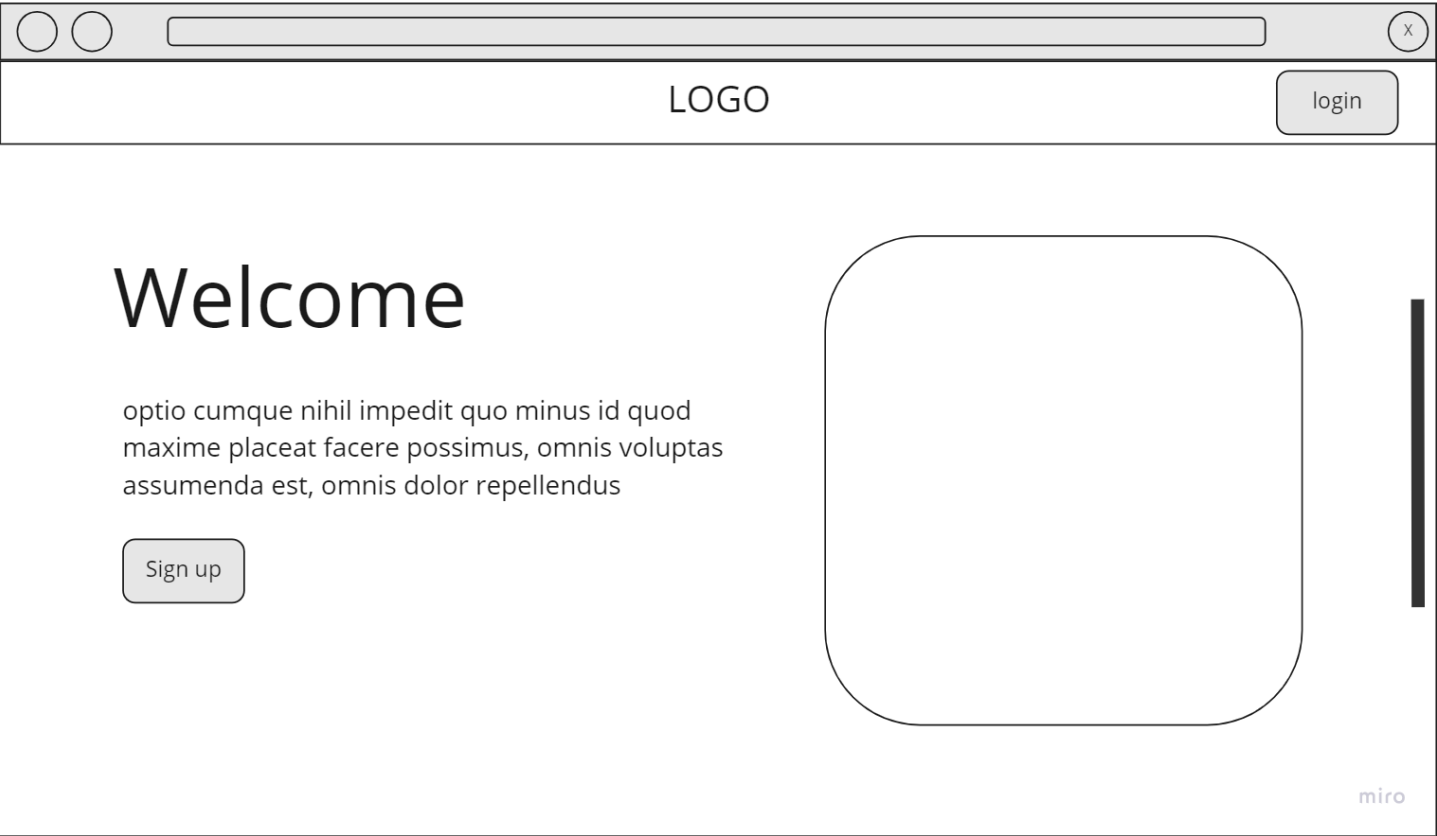 X
LOGO
login
Welcome
optio cumque nihil impedit quo minus id quod
maxime placeat facere possimus, omnis voluptas
assumenda est, omnis dolor repellendus
Sign up
miro